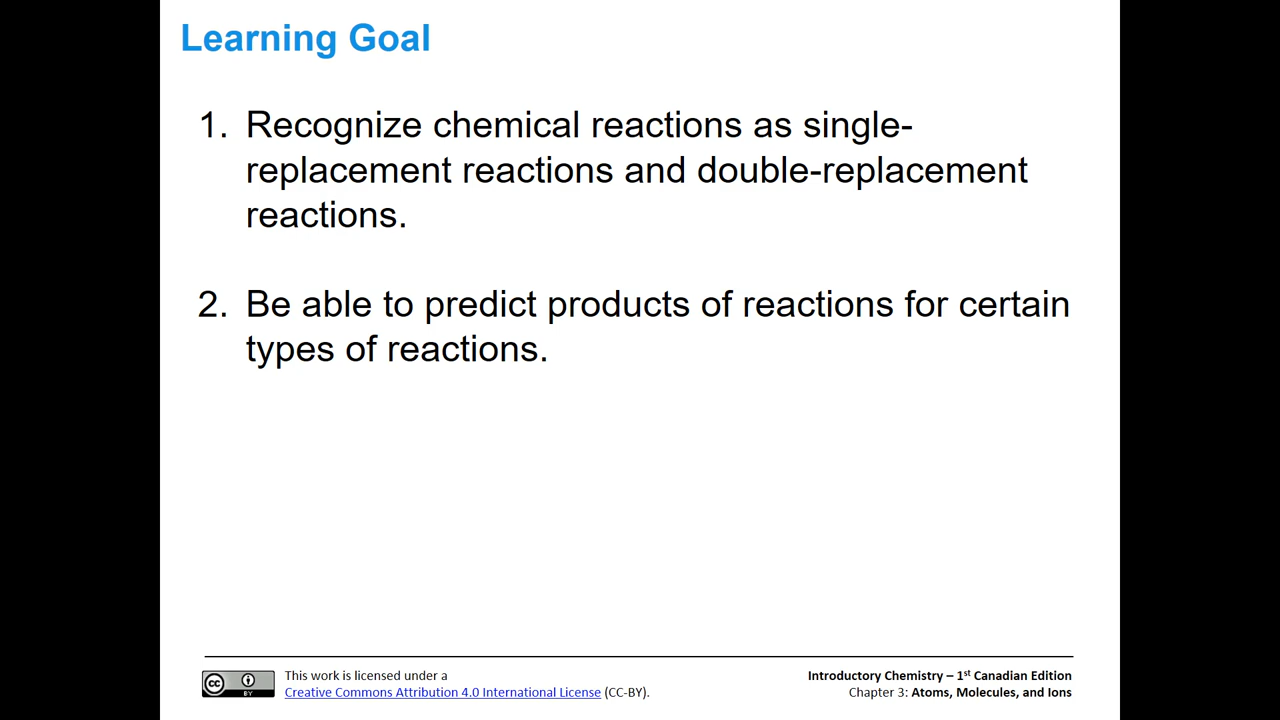 Learning Goal
1. Recognize chemical reactions as single-
replacement reactions and double-replacement
reactions.
2. Be able to predict products of reactions for certain
types of reactions.
cc BY
This work is licensed under a
Creative Commons Attribution 4.0 International License (CC-BY).
Introductory Chemistry – 1st Canadian Edition
Chapter 3: Atoms, Molecules, and Ions